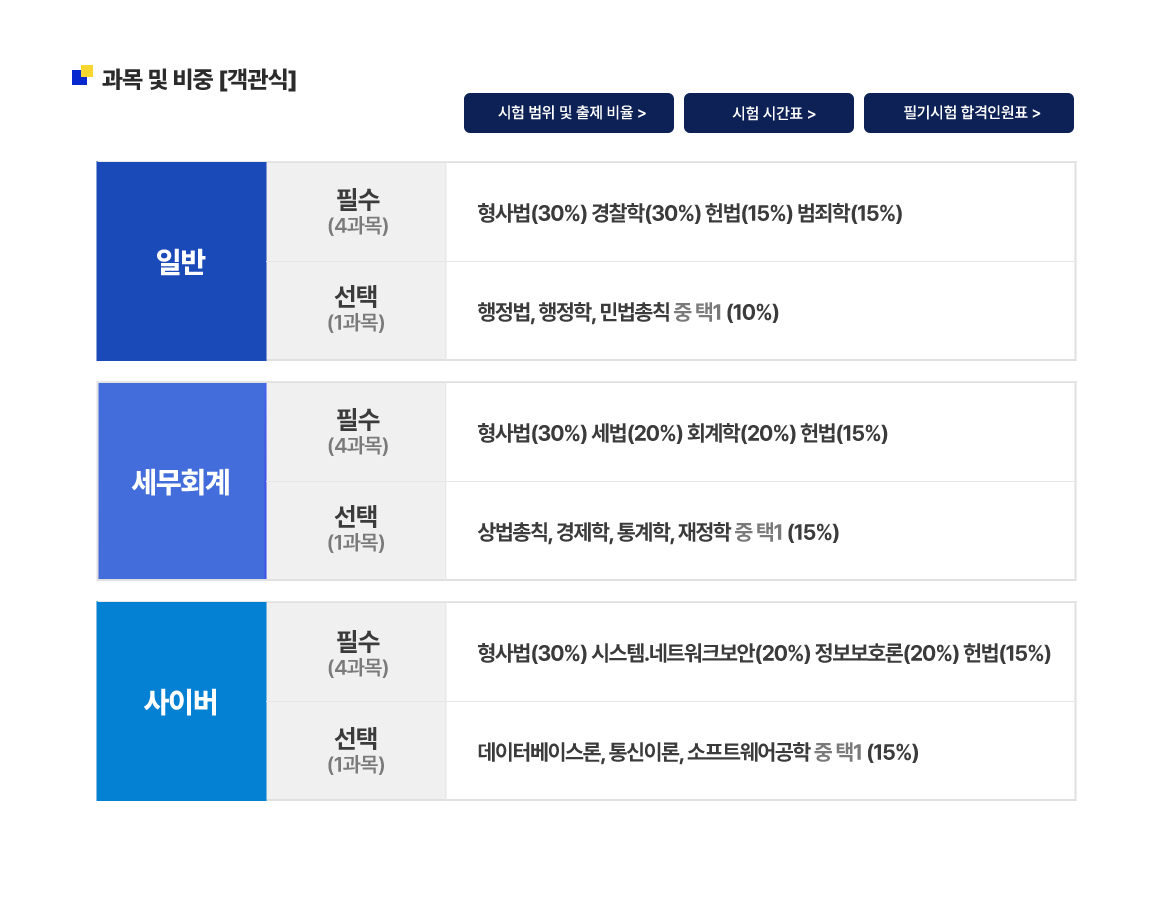 과목 및 비중 [객관식]
시험 범위 및 출제 비율 >
시험 시간표 >
필기시험 합격인원표 >
일반
필수
(4과목)
형사법(30%) 경찰학(30%) 헌법(15%) 범죄학(15%)
선택
(1과목)
행정법, 행정학, 민법총칙 중 택1 (10%)
세무회계
필수
(4과목)
형사법(30%) 세법(20%) 회계학(20%) 헌법(15%)
선택
(1과목)
상법총칙, 경제학, 통계학, 재정학 중 택1 (15%)
사이버
필수
(4과목)
형사법(30%) 시스템.네트워크보안(20%) 정보보호론(20%) 헌법(15%)
선택
(1과목)
데이터베이스론, 통신이론, 소프트웨어공학 중 택1 (15%)